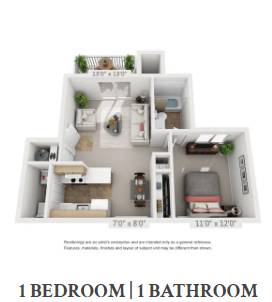 13'0" x 13'0"
11'0" x 12'0"
7'0" x 8'0"
Renderings are an artist's conception and are intended only as a general reference.
Features, materials, finishes and layout of subject unit may be different than shown.
1 BEDROOM | 1 BATHROOM